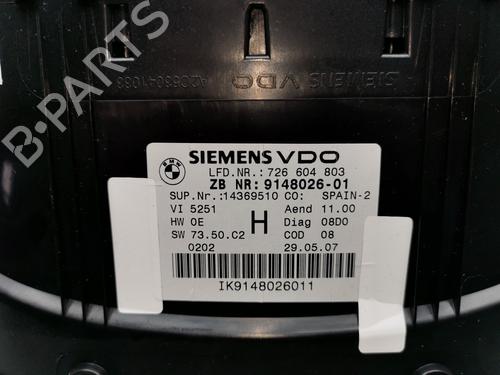 B-PARTS
A2C53041033
SIEMENS VDO
BMW
SIEMENS VDO
LFD.NR.: 726 604 803
ZB NR: 9148026-01
SUP.Nr.:14369510 CO: SPAIN-2
VI 5251 H Aend 11.00
HW 0E Diag 08D0
SW 73.50.C2 COD 08
0202 29.05.07
IK9148026011